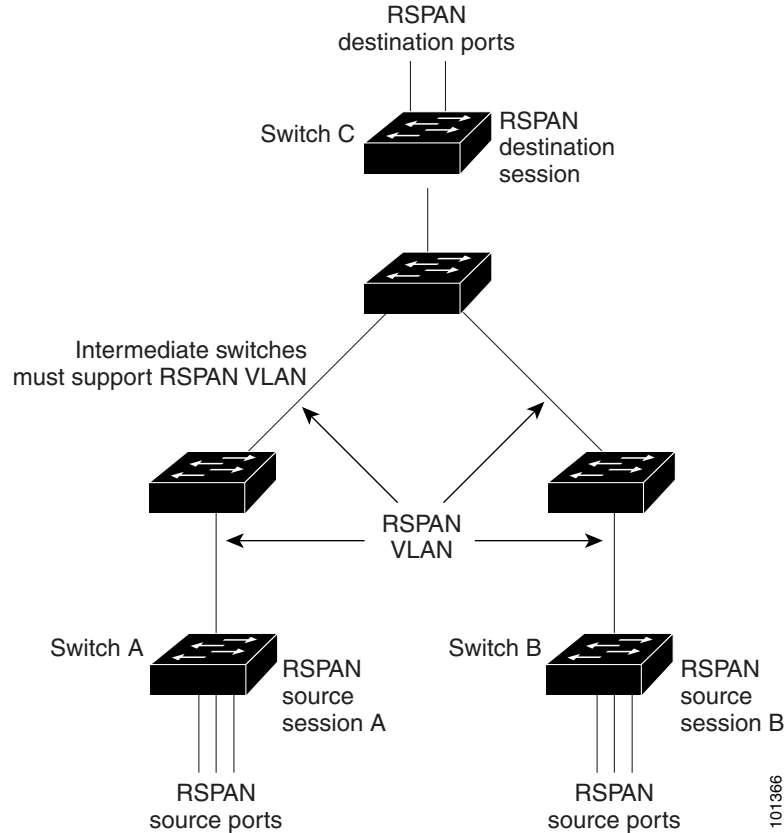 RSPAN
destination ports
Switch C
RSPAN
destination
session
Intermediate switches
must support RSPAN VLAN
RSPAN
VLAN
Switch A
RSPAN
source
session A
Switch B
RSPAN
source
session B
RSPAN
source ports
RSPAN
source ports
101366